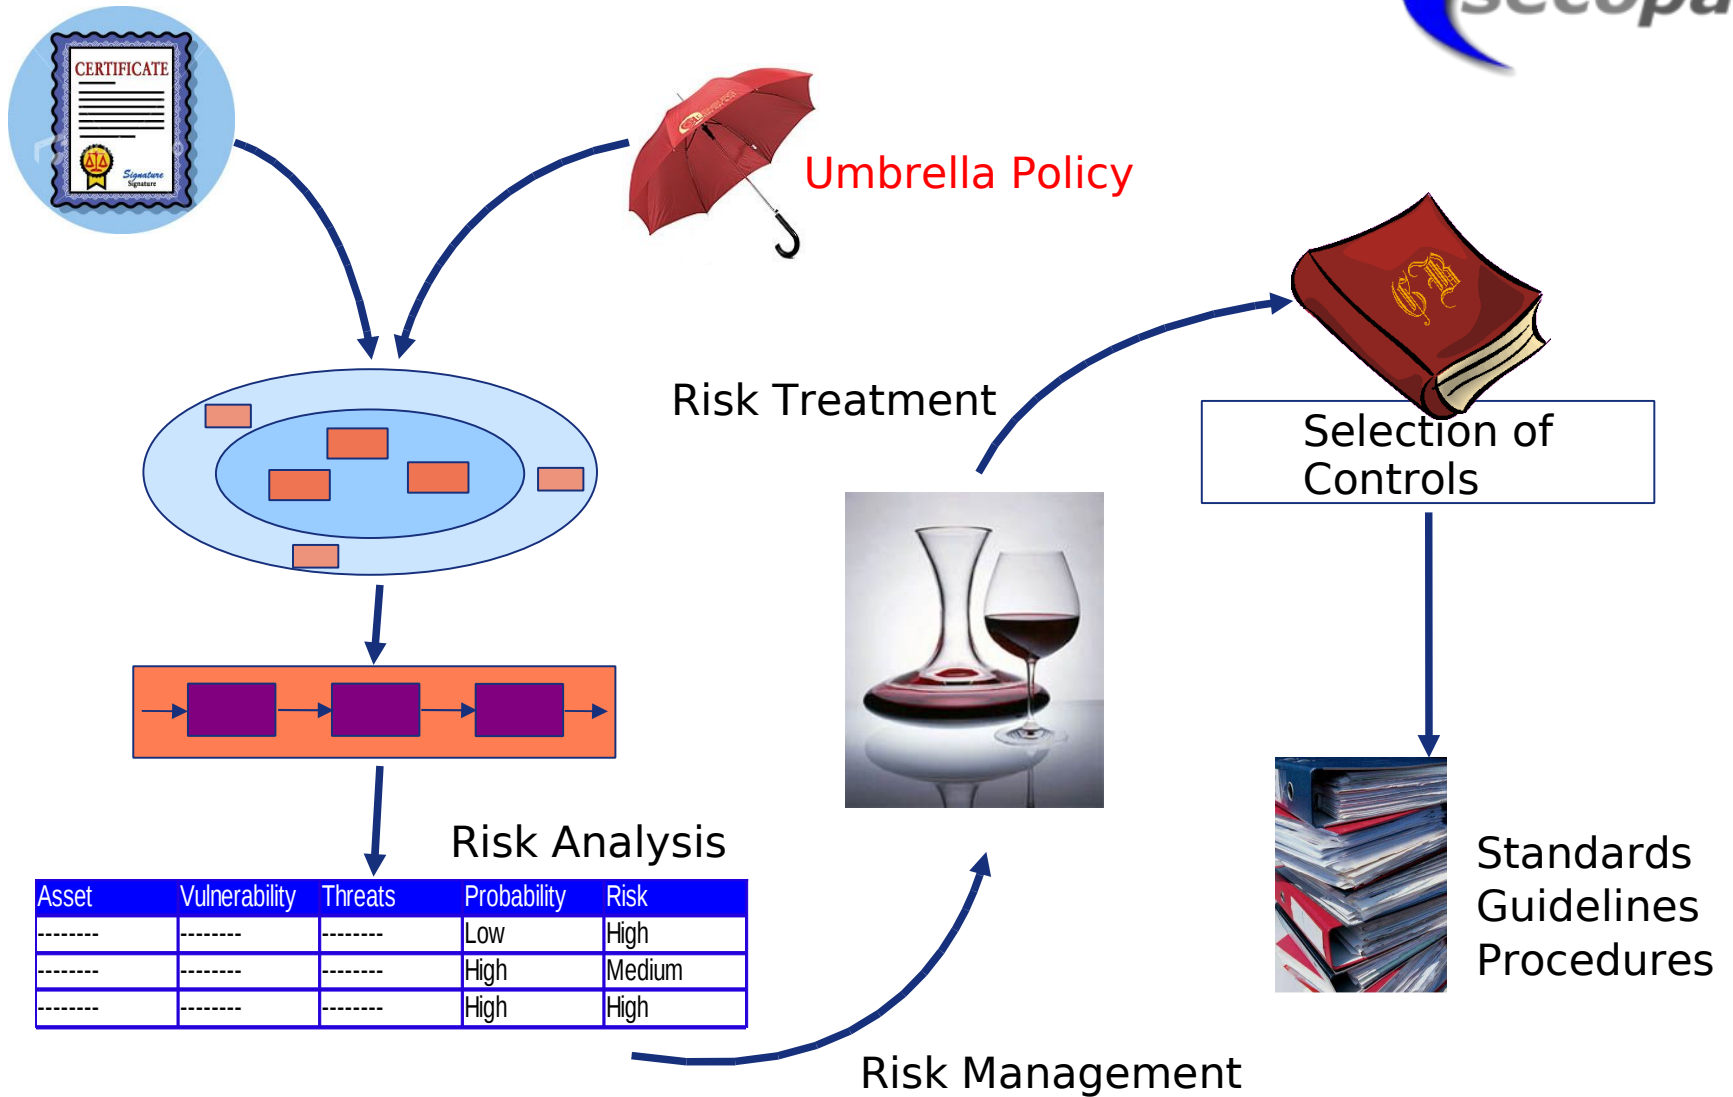 CERTIFICATE
Signature
Signature
Umbrella Policy
Risk Treatment
Selection of
Controls
Risk Analysis
Asset Vulnerability Threats Probability Risk
-------- -------- -------- Low High
-------- -------- -------- High Medium
-------- -------- -------- High High
Standards
Guidelines
Procedures
Risk Management